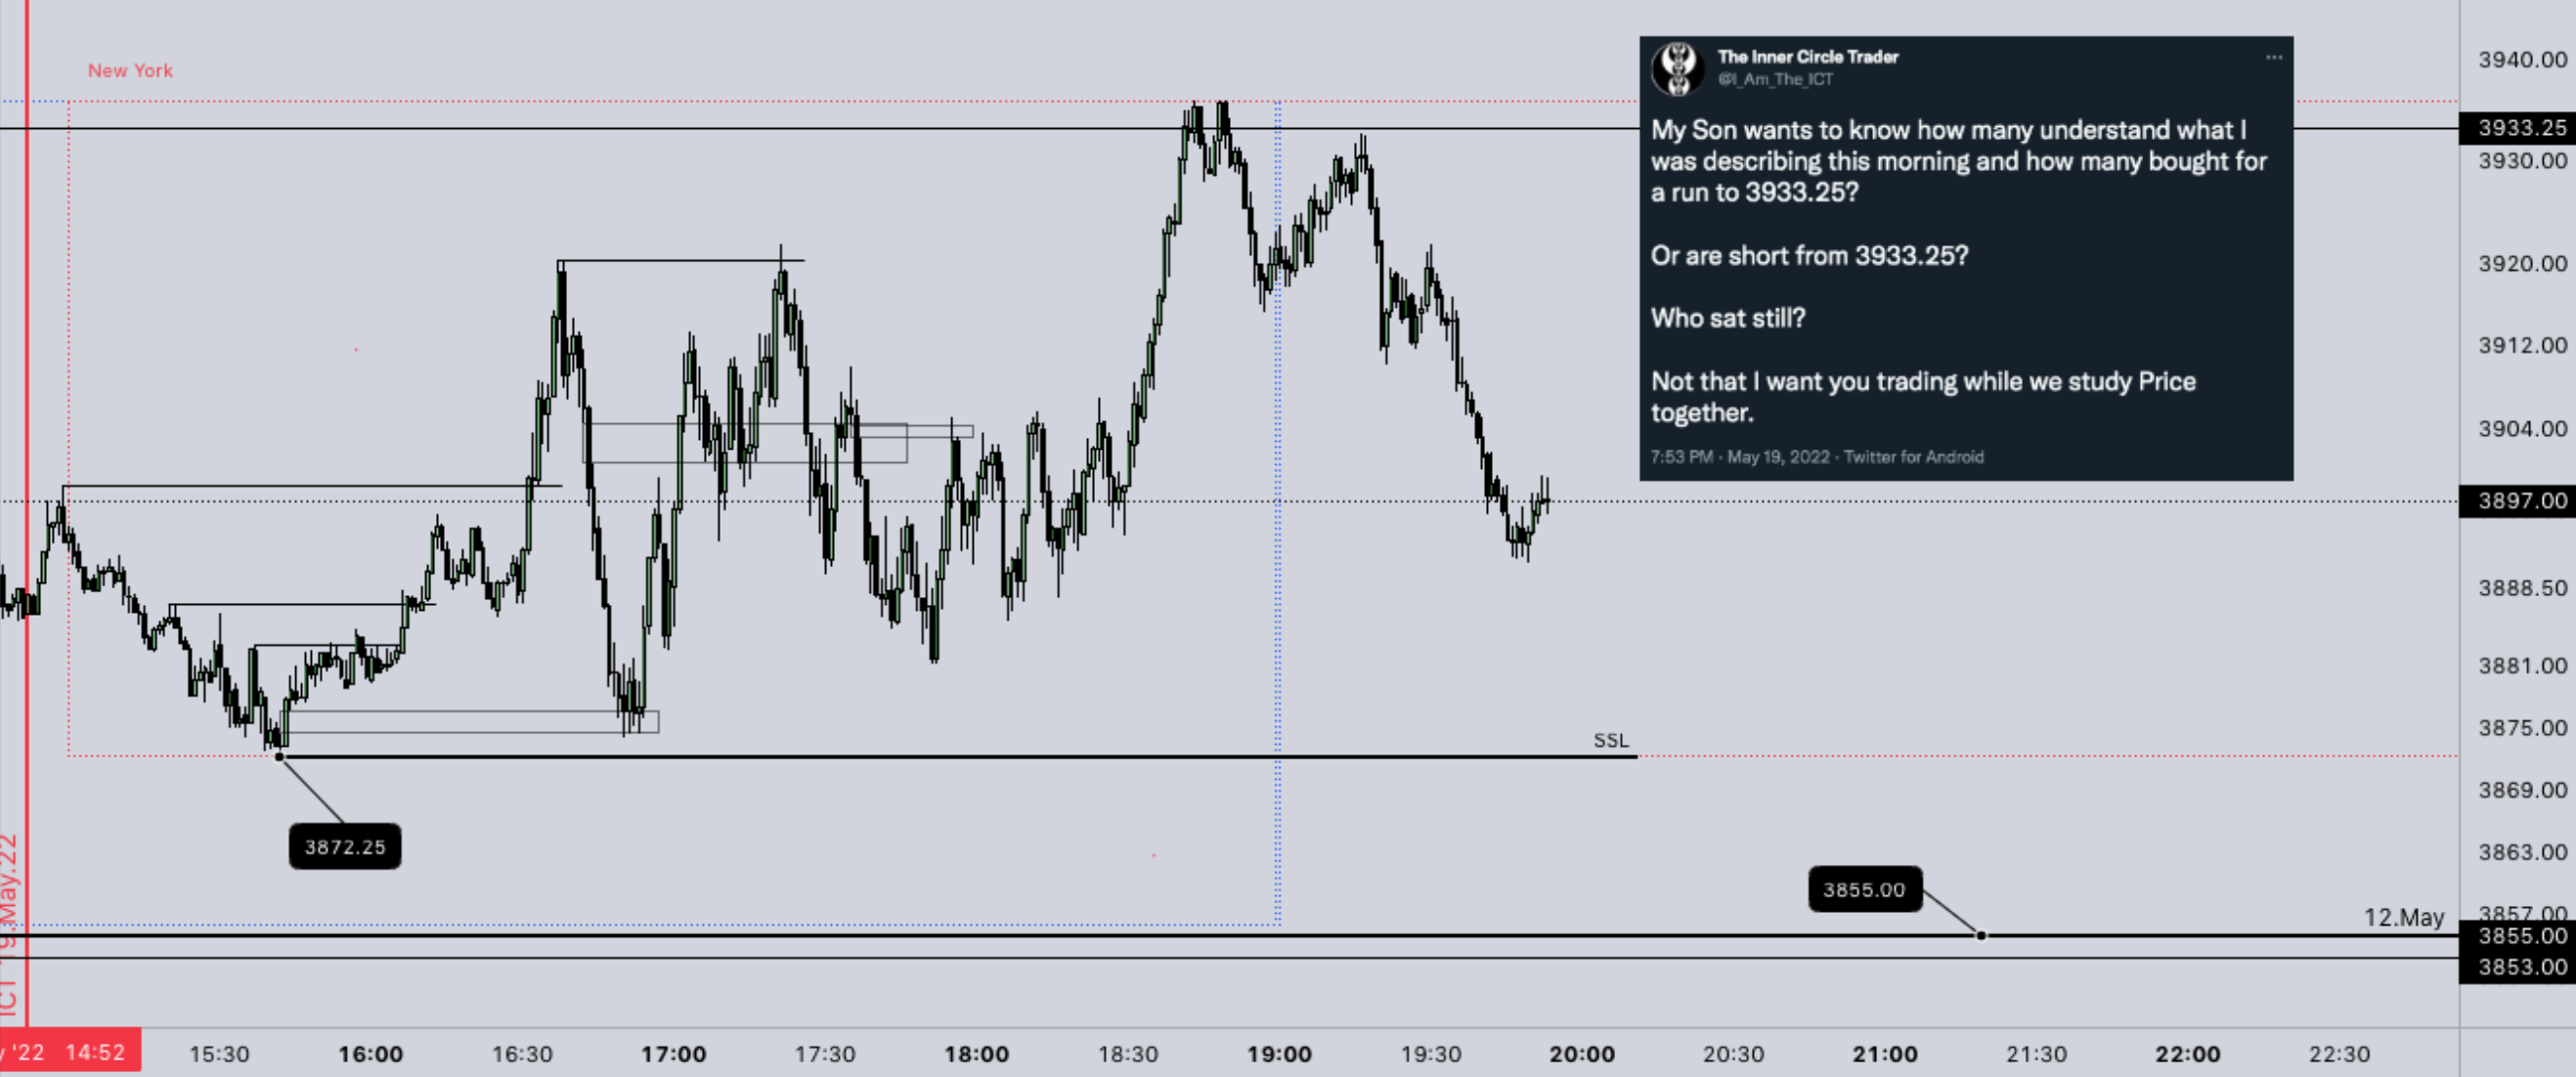 New York
The Inner Circle Trader
@I_Am_The_ICT
My Son wants to know how many understand what I
was describing this morning and how many bought for
a run to 3933.25?
Or are short from 3933.25?
Who sat still?
Not that I want you trading while we study Price
together.
7:53 PM · May 19, 2022 · Twitter for Android
SSL
3872.25
3855.00
12.May
ICT 19.May.22
3940.00
3933.25
3930.00
3920.00
3912.00
3904.00
3897.00
3888.50
3881.00
3875.00
3869.00
3863.00
3857.00
3855.00
3853.00
'22 14:52
15:30 16:00 16:30 17:00 17:30 18:00 18:30 19:00 19:30 20:00 20:30 21:00 21:30 22:00 22:30